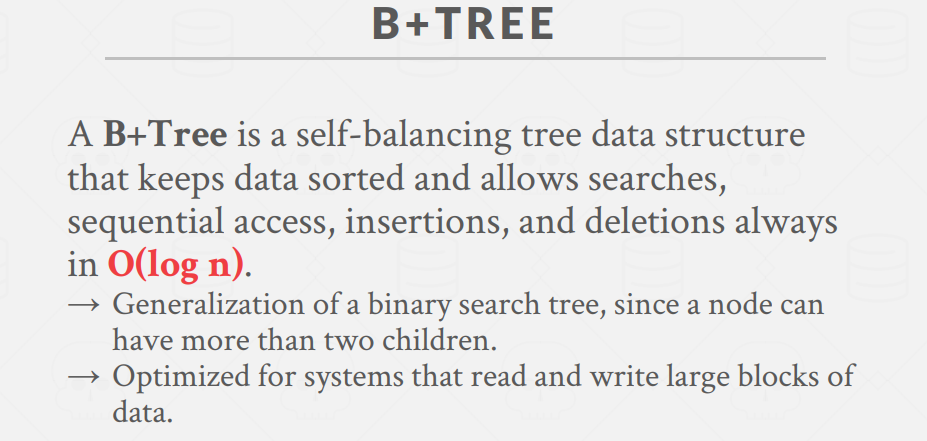 B+TREE
A B+Tree is a self-balancing tree data structure
that keeps data sorted and allows searches,
sequential access, insertions, and deletions always
in O(log n).
→ Generalization of a binary search tree, since a node can
have more than two children.
→ Optimized for systems that read and write large blocks of
data.